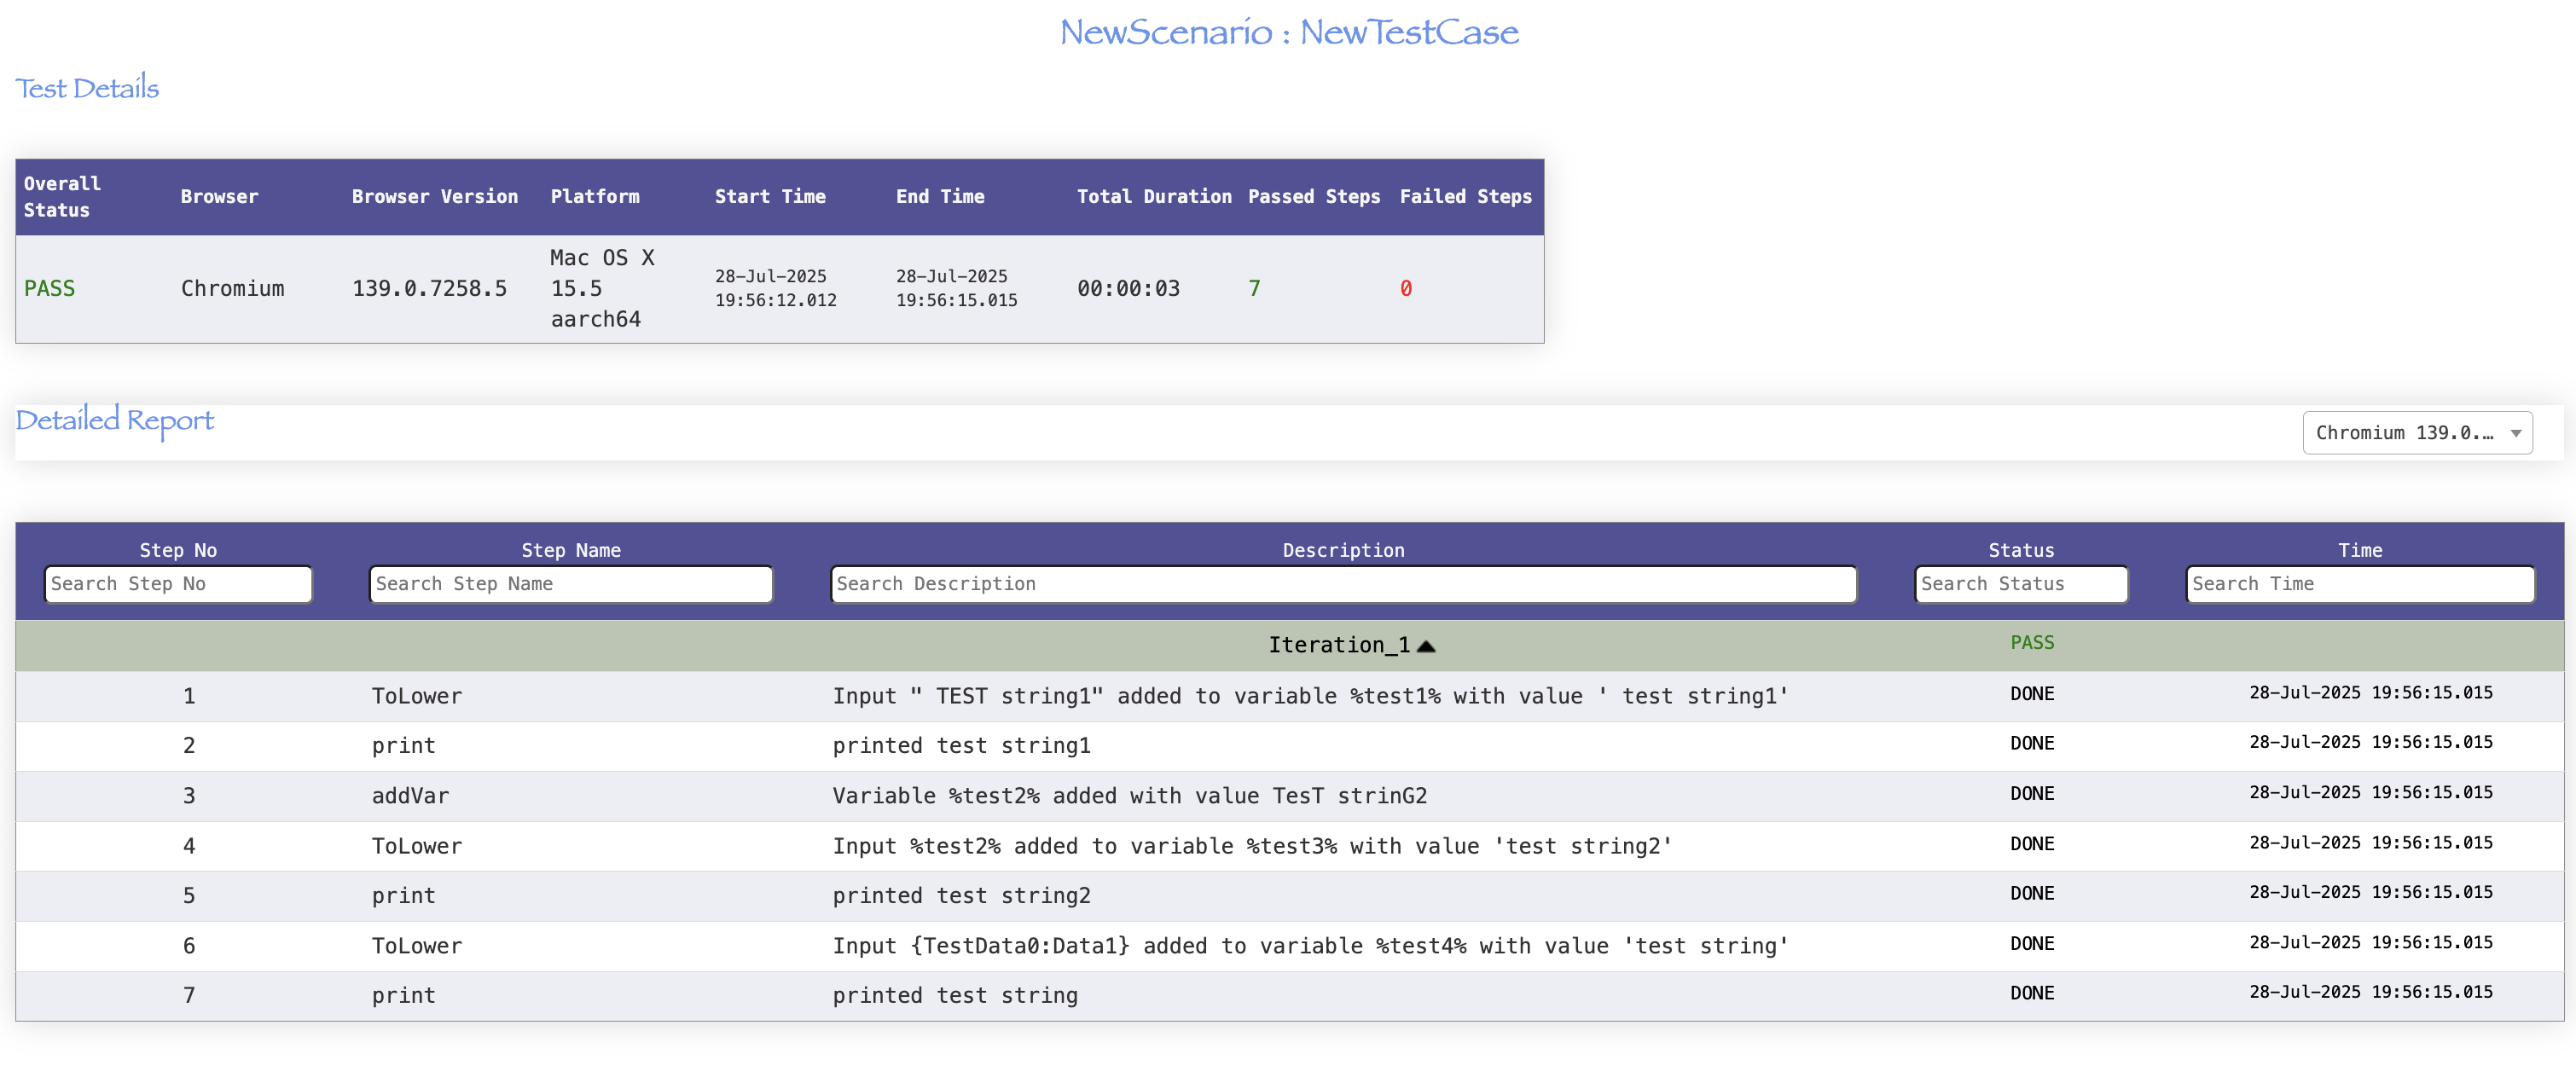 NewScenario : NewTestCase
Test Details
Overall Status Browser Browser Version Platform Start Time End Time Total Duration Passed Steps Failed Steps
PASS Chromium 139.0.7258.5 Mac OS X 15.5 aarch64 28-Jul-2025 19:56:12.012 28-Jul-2025 19:56:15.015 00:00:03 7 0
Detailed Report Chromium 139.0....
Step No Step Name Description Status Time
Search Step No Search Step Name Search Description Search Status Search Time
Iteration_1 PASS
1 ToLower Input " TEST string1" added to variable %test1% with value ' test string1' DONE 28-Jul-2025 19:56:15.015
2 print printed test string1 DONE 28-Jul-2025 19:56:15.015
3 addVar Variable %test2% added with value TesT strinG2 DONE 28-Jul-2025 19:56:15.015
4 ToLower Input %test2% added to variable %test3% with value 'test string2' DONE 28-Jul-2025 19:56:15.015
5 print printed test string2 DONE 28-Jul-2025 19:56:15.015
6 ToLower Input {TestData0:Data1} added to variable %test4% with value 'test string' DONE 28-Jul-2025 19:56:15.015
7 print printed test string DONE 28-Jul-2025 19:56:15.015